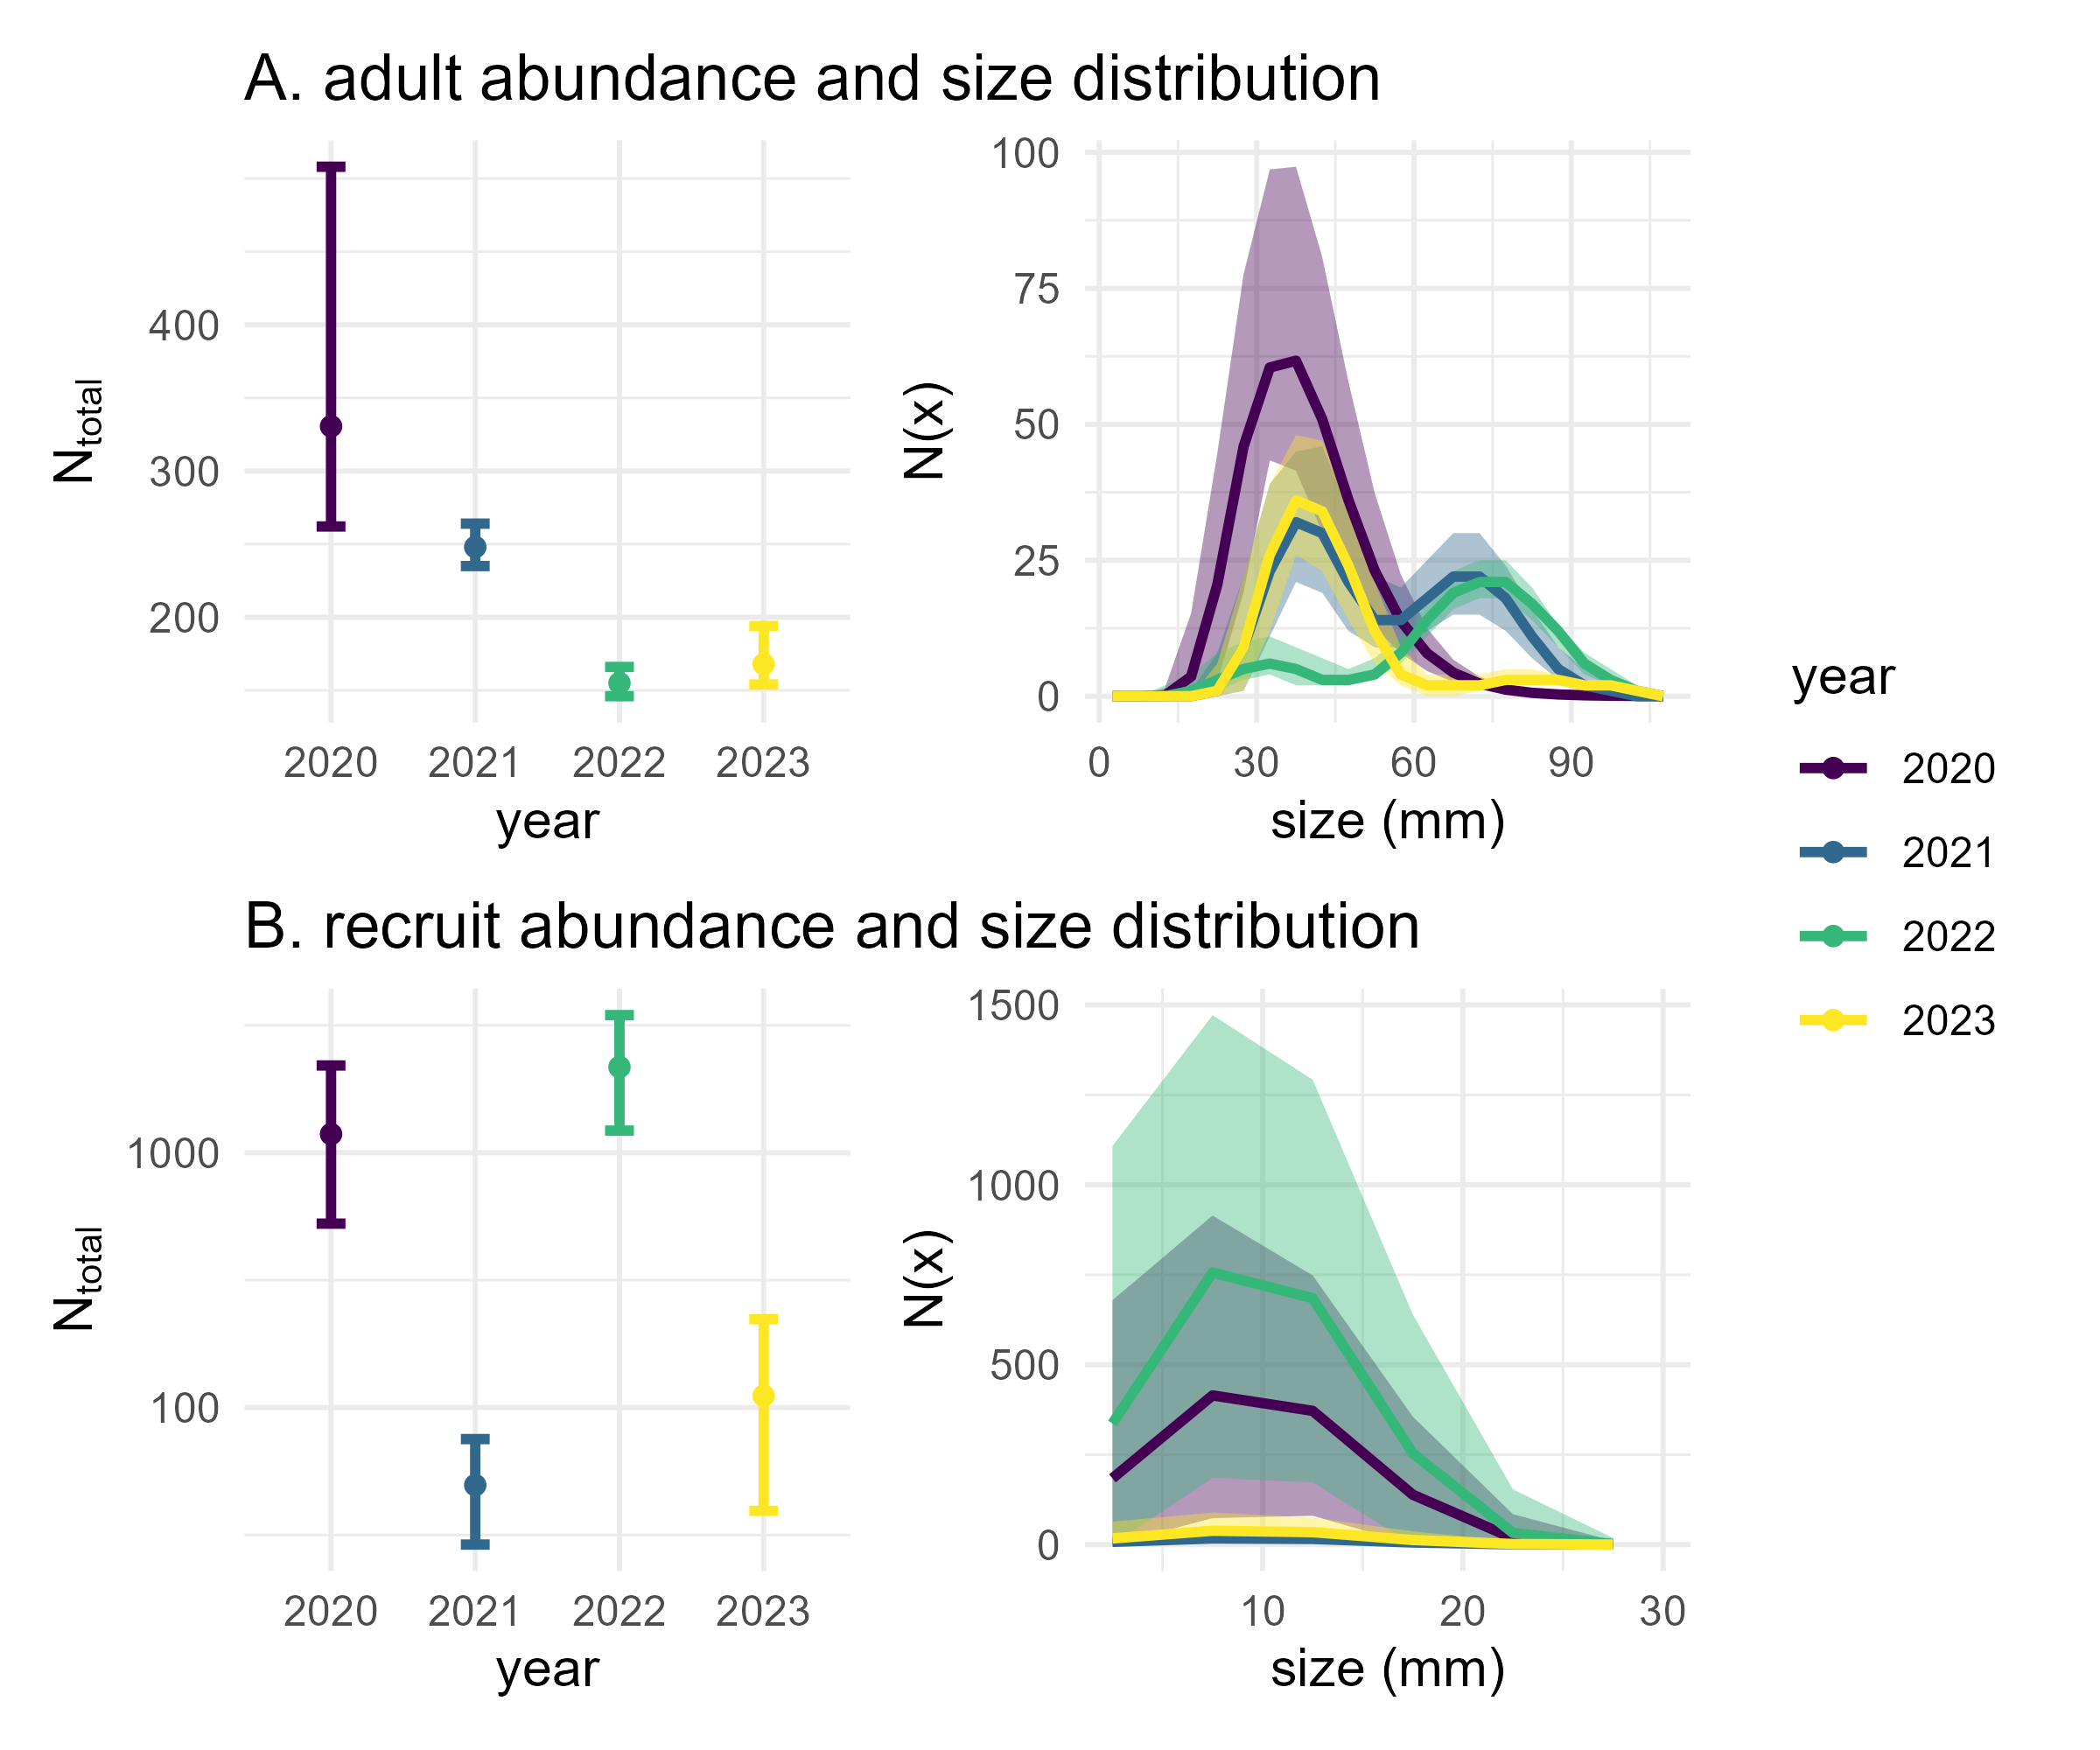 A. adult abundance and size distribution
Ntotal
400
300
200
2020 2021 2022 2023
year
N(x)
100
75
50
25
0
0 30 60 90
size (mm)
B. recruit abundance and size distribution
Ntotal
1000
100
2020 2021 2022 2023
year
N(x)
1500
1000
500
0
10 20 30
size (mm)
year
2020
2021
2022
2023